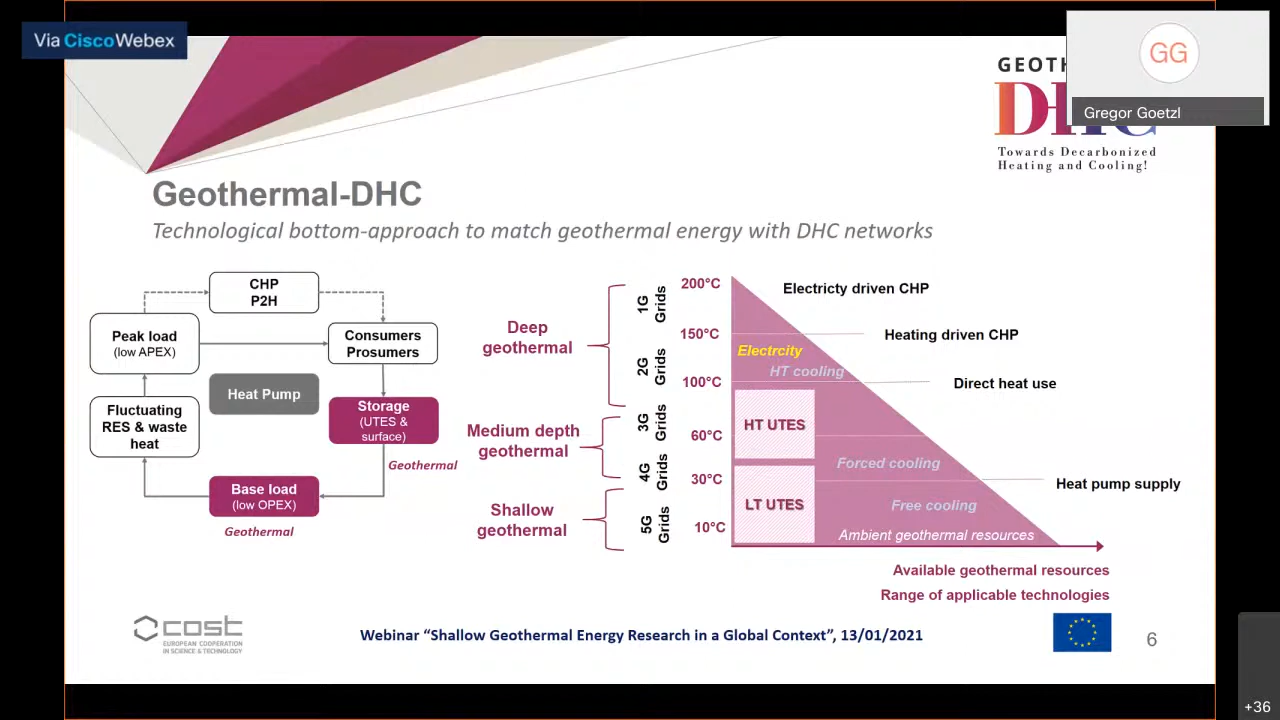 Via Cisco Webex
GG
Gregor Goetzl
GEOTH
DHC
Towards Decarbonized
Heating and Cooling!
Geothermal-DHC
Technological bottom-approach to match geothermal energy with DHC networks
CHP
P2H
Peak load
(low APEX)
Consumers
Prosumers
Heat Pump
Fluctuating
RES & waste
heat
Storage
(UTES &
surface)
Geothermal
Base load
(low OPEX)
Geothermal
Deep
geothermal
Medium depth
geothermal
Shallow
geothermal
1G
Grids
2G
Grids
3G
Grids
4G
Grids
5G
Grids
200°C
150°C
100°C
60°C
30°C
10°C
Electrcity
HT cooling
HT UTES
Forced cooling
LT UTES
Free cooling
Ambient geothermal resources
Electricty driven CHP
Heating driven CHP
Direct heat use
Heat pump supply
Available geothermal resources
Range of applicable technologies
cost
EUROPEAN COOPERATION
IN SCIENCE & TECHNOLOGY
Webinar “Shallow Geothermal Energy Research in a Global Context”, 13/01/2021
6
+36